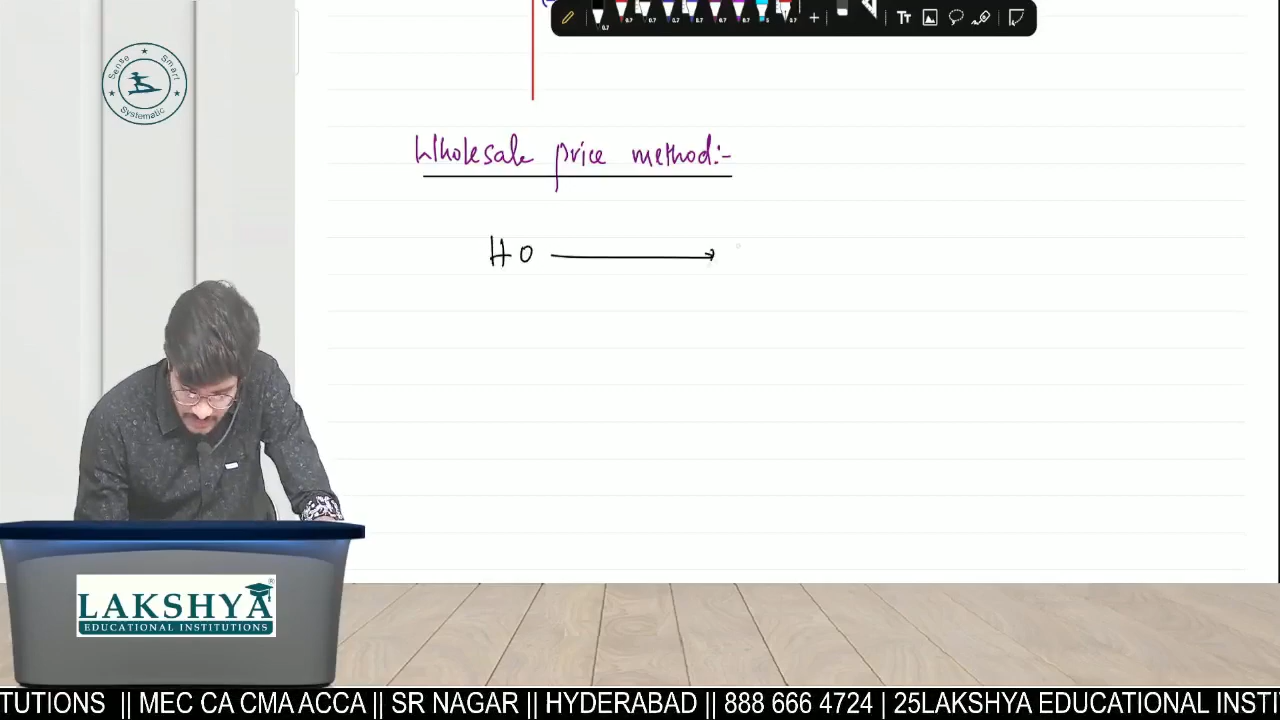 Sense Smart
Systematic
Wholesale price method:-
HO
LAKSHYA®
EDUCATIONAL INSTITUTIONS
TUTIONS || MEC CA CMA ACCA || SR NAGAR || HYDERABAD || 888 666 4724 | 25LAKSHYA EDUCATIONAL INSTI